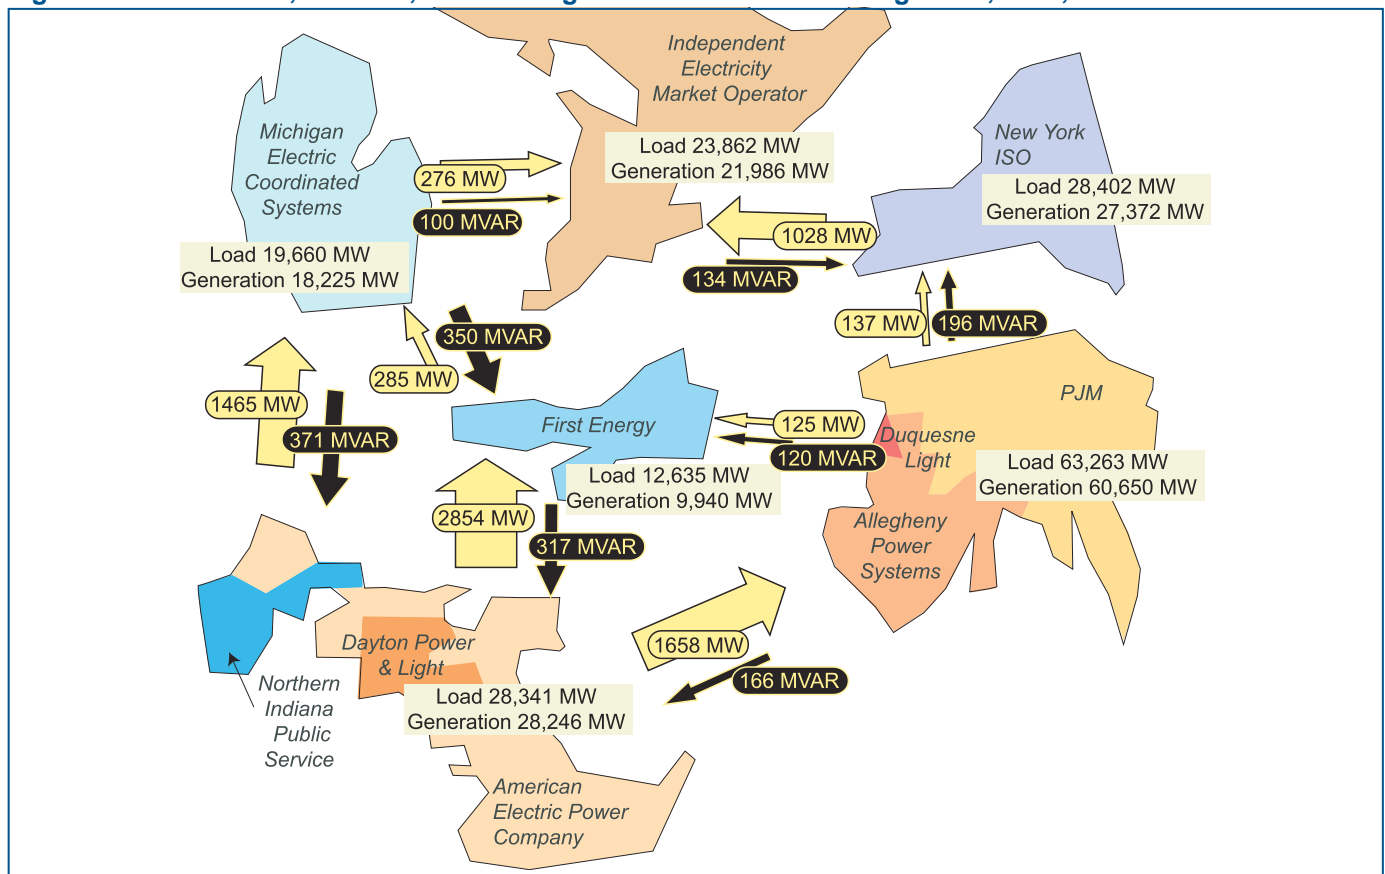 Independent
Electricity
Market Operator
Load 23,862 MW
Generation 21,986 MW
Michigan
Electric
Coordinated
Systems
Load 19,660 MW
Generation 18,225 MW
276 MW
100 MVAR
New York
ISO
Load 28,402 MW
Generation 27,372 MW
1028 MW
134 MVAR
137 MW
196 MVAR
350 MVAR
285 MW
1465 MW
371 MVAR
First Energy
Load 12,635 MW
Generation 9,940 MW
125 MW
120 MVAR
PJM
Duquesne
Light
Load 63,263 MW
Generation 60,650 MW
Allegheny
Power
Systems
2854 MW
317 MVAR
1658 MW
166 MVAR
Dayton Power
& Light
Load 28,341 MW
Generation 28,246 MW
Northern
Indiana
Public
Service
American
Electric Power
Company